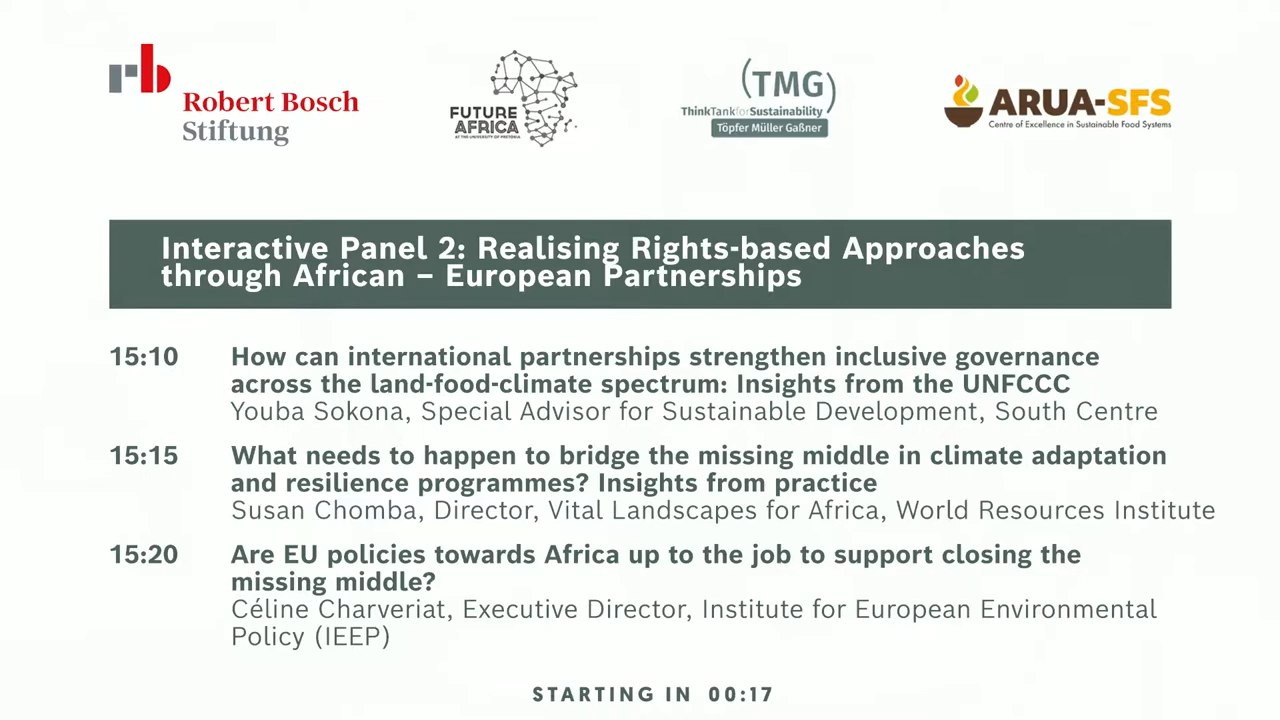 rb
Robert Bosch
Stiftung
FUTURE
AFRICA
AT THE UNIVERSITY OF PRETORIA
(TMG)
ThinkTankforSustainability
Töpfer Müller Gaßner
ARUA-SFS
Centre of Excellence in Sustainable Food Systems
Interactive Panel 2: Realising Rights-based Approaches
through African – European Partnerships
15:10
How can international partnerships strengthen inclusive governance
across the land-food-climate spectrum: Insights from the UNFCCC
Youba Sokona, Special Advisor for Sustainable Development, South Centre
15:15
What needs to happen to bridge the missing middle in climate adaptation
and resilience programmes? Insights from practice
Susan Chomba, Director, Vital Landscapes for Africa, World Resources Institute
15:20
Are EU policies towards Africa up to the job to support closing the
missing middle?
Céline Charveriat, Executive Director, Institute for European Environmental
Policy (IEEP)
STARTING IN 00:17